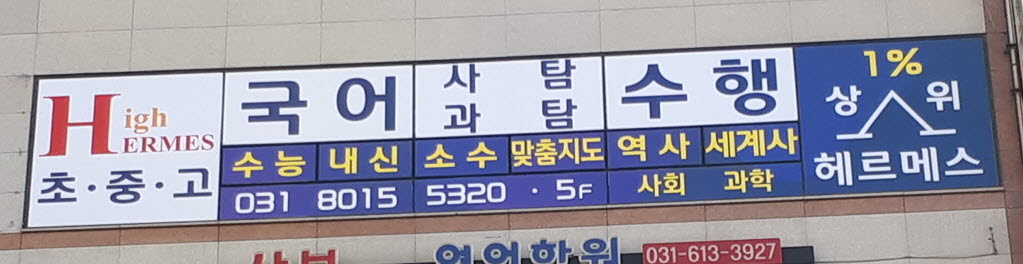 High
HERMES
초·중·고
국어
사탐
과탐
수행
수능 내신 소수 맞춤지도 역사 세계사
031 8015 5320 · 5F
사회 과학
1%
상위
헤르메스
031-613-3927